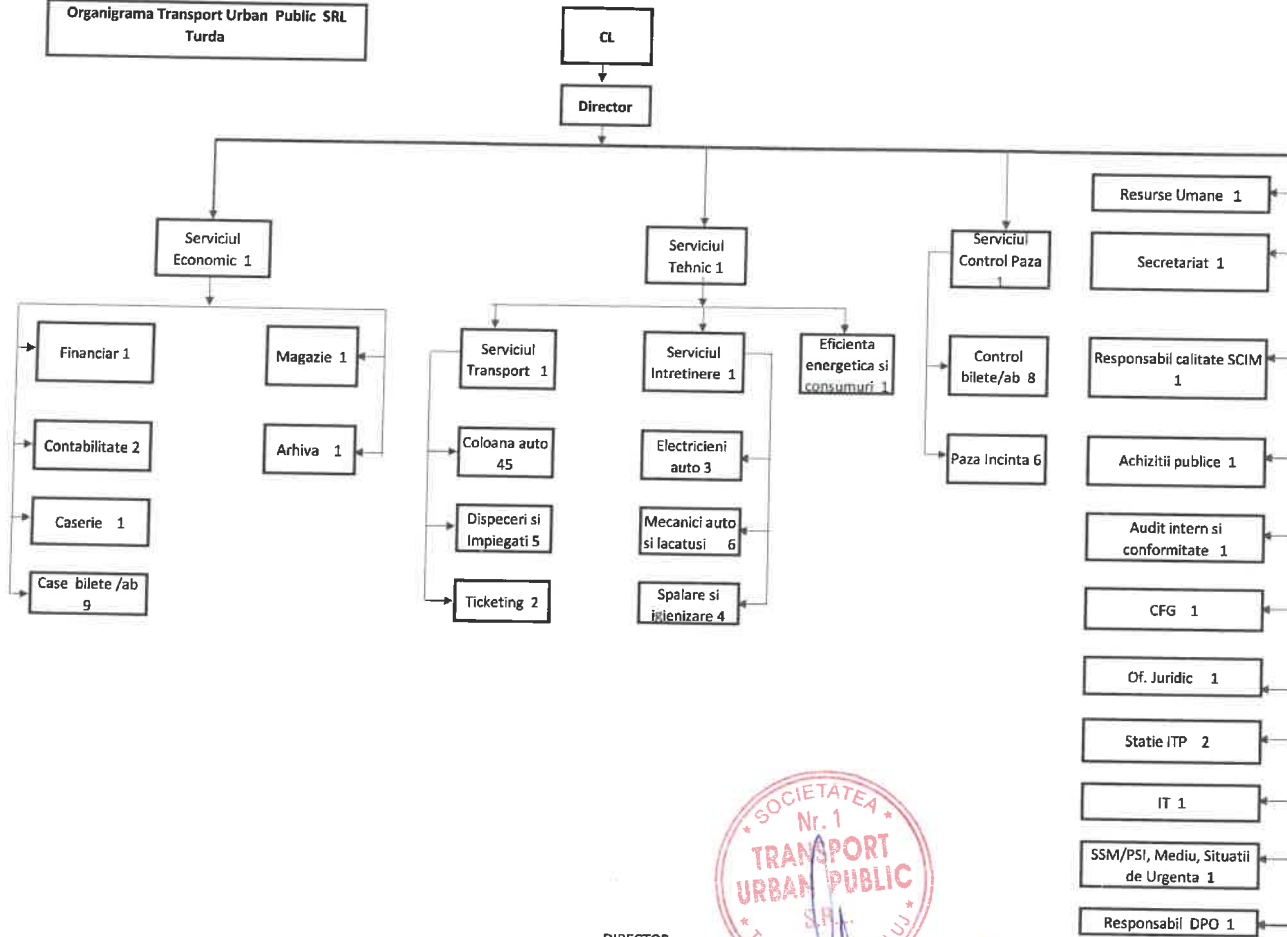 Organigrama Transport Urban Public SRL
Turda
CL
Director
Serviciul
Economic 1
Financiar 1
Contabilitate 2
Caserie 1
Case bilete /ab
9
Magazie 1
Arhiva 1
Serviciul
Tehnic 1
Serviciul
Transport 1
Coloana auto
45
Dispeceri si
Impiegati 5
Ticketing 2
Serviciul
Intretinere 1
Electricieni
auto 3
Mecanici auto
si lacatusi 6
Spalare si
igienizare 4
Eficienta
energetica si
consumuri 1
Serviciul
Control Paza
1
Control
bilete/ab 8
Paza Incinta 6
Resurse Umane 1
Secretariat 1
Responsabil calitate SCIM
1
Achizitii publice 1
Audit intern si
conformitate 1
CFG 1
Of. Juridic 1
Statie ITP 2
IT 1
SSM/PSI, Mediu, Situatii
de Urgenta 1
Responsabil DPO 1
SOCIETATEA
Nr. 1
TRANSPORT
URBAN PUBLIC
S.R.L.
DIRECTOR